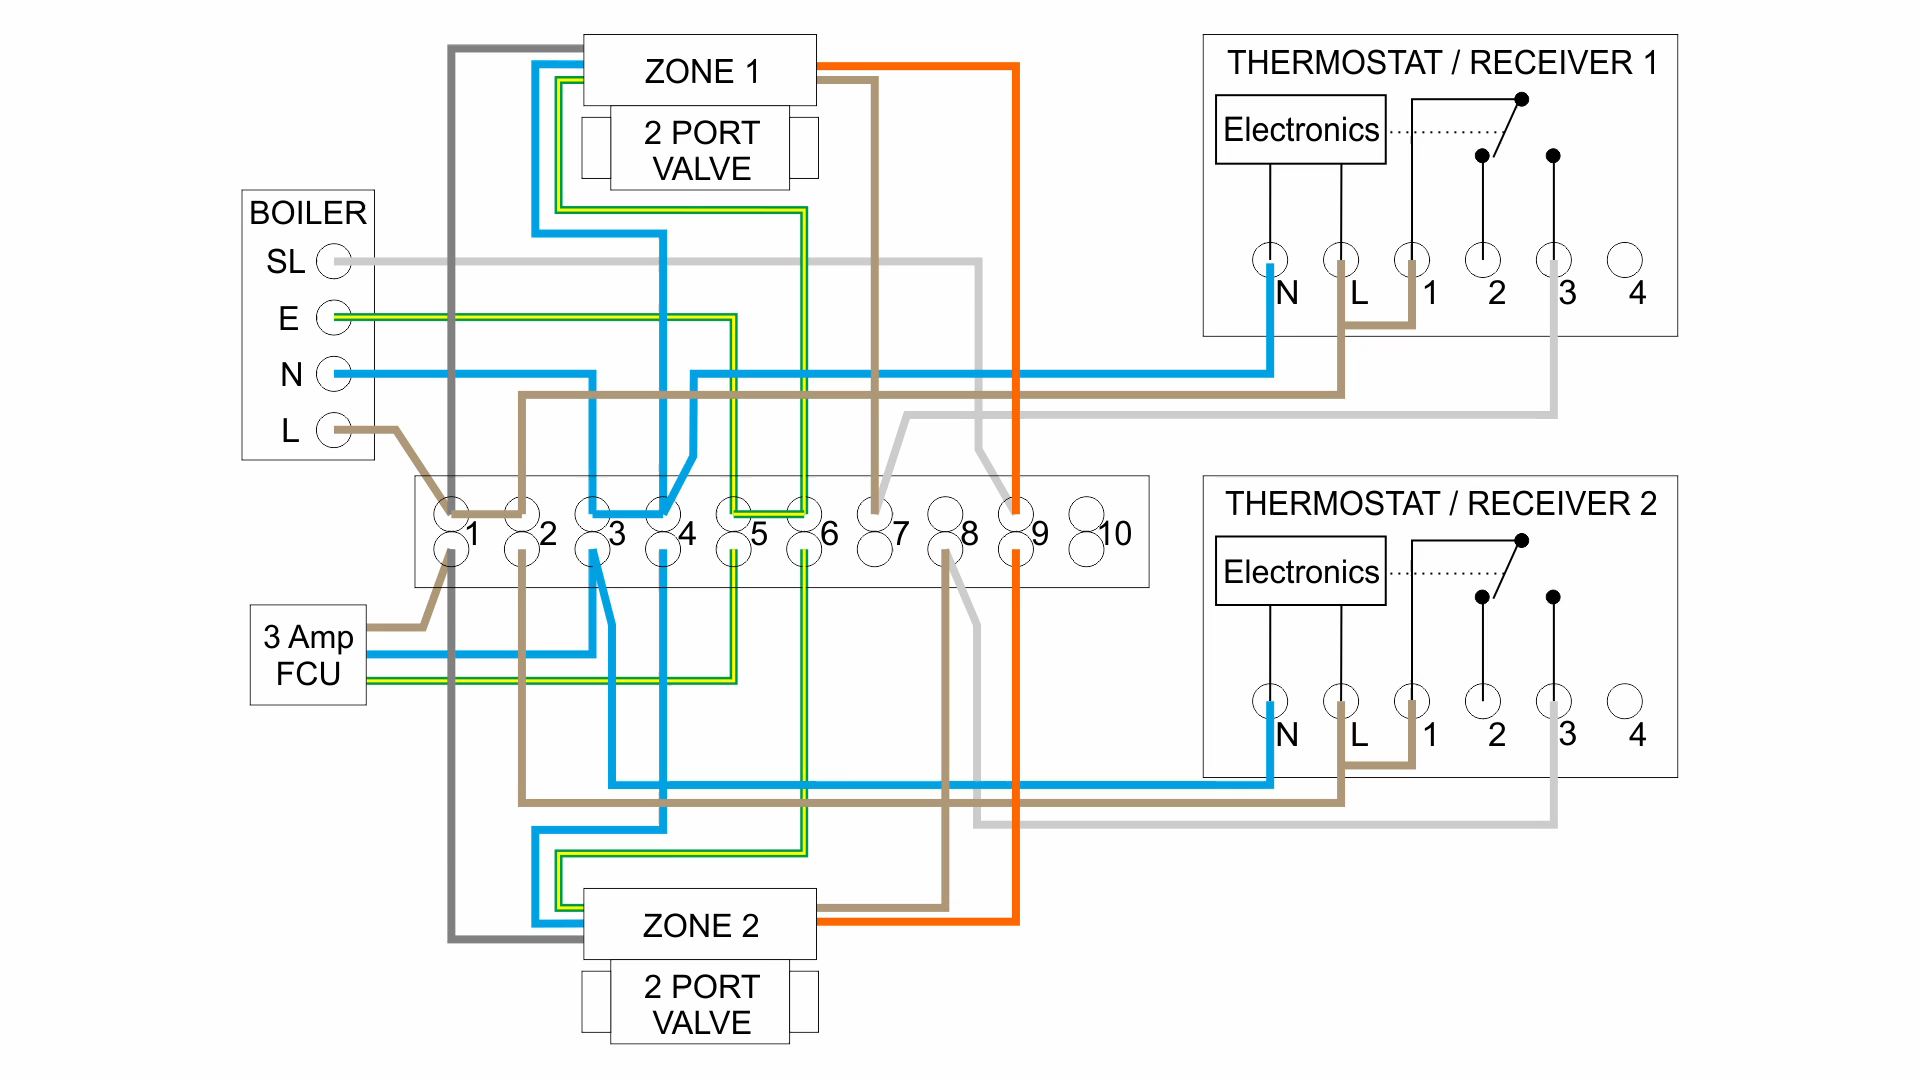 ZONE 1
2 PORT
VALVE
THERMOSTAT / RECEIVER 1
Electronics
N L 1 2 3 4
BOILER
SL
E
N
L
1 2 3 4 5 6 7 8 9 10
3 Amp
FCU
THERMOSTAT / RECEIVER 2
Electronics
N L 1 2 3 4
ZONE 2
2 PORT
VALVE